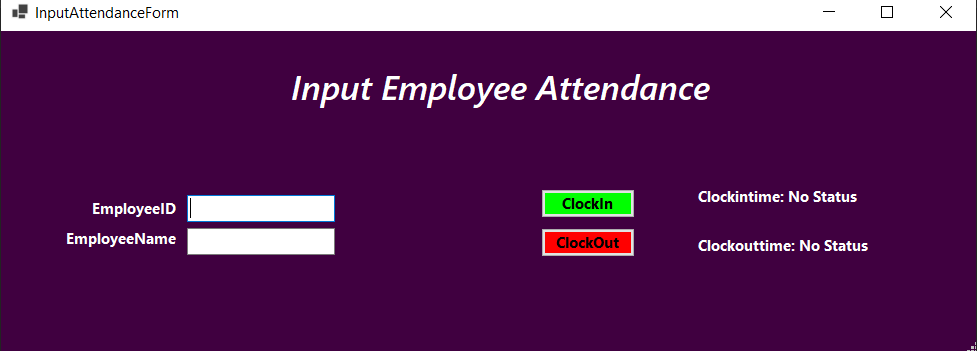 InputAttendanceForm
Input Employee Attendance
EmployeeID
EmployeeName
ClockIn
ClockOut
Clockintime: No Status
Clockouttime: No Status